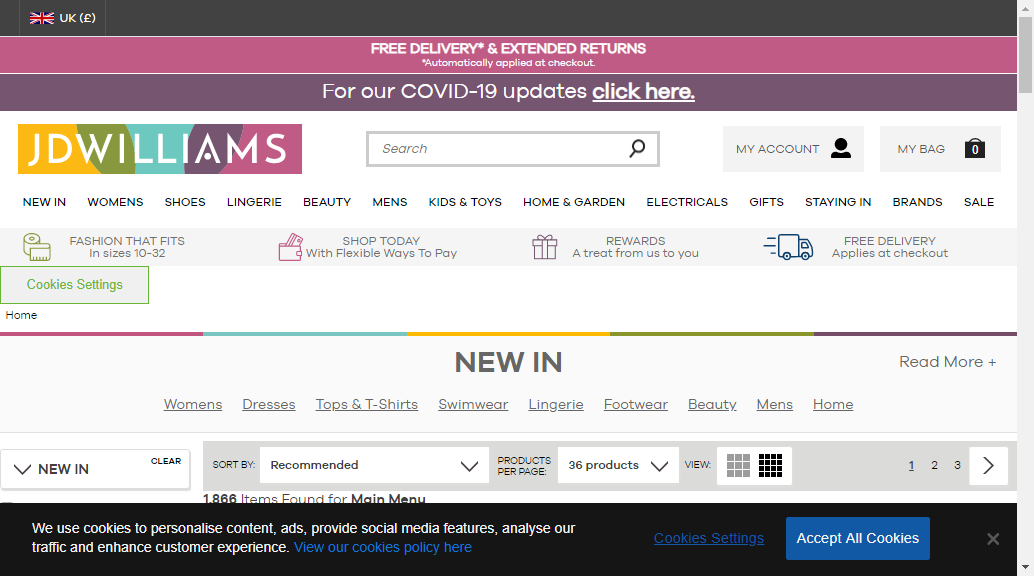 UK (£)
FREE DELIVERY* & EXTENDED RETURNS
*Automatically applied at checkout.
For our COVID-19 updates click here.
JDWILLIAMS
Search
MY ACCOUNT
MY BAG
0
NEW IN WOMENS SHOES LINGERIE BEAUTY MENS KIDS & TOYS HOME & GARDEN ELECTRICALS GIFTS STAYING IN BRANDS SALE
FASHION THAT FITS
In sizes 10-32
SHOP TODAY
With Flexible Ways To Pay
REWARDS
A treat from us to you
FREE DELIVERY
Applies at checkout
Cookies Settings
Home
NEW IN
Read More +
Womens Dresses Tops & T-Shirts Swimwear Lingerie Footwear Beauty Mens Home
NEW IN
CLEAR
SORT BY:
Recommended
PRODUCTS
PER PAGE:
36 products
VIEW:
1 2 3
1,866 Items Found for Main Menu
We use cookies to personalise content, ads, provide social media features, analyse our
traffic and enhance customer experience. View our cookies policy here
Cookies Settings
Accept All Cookies